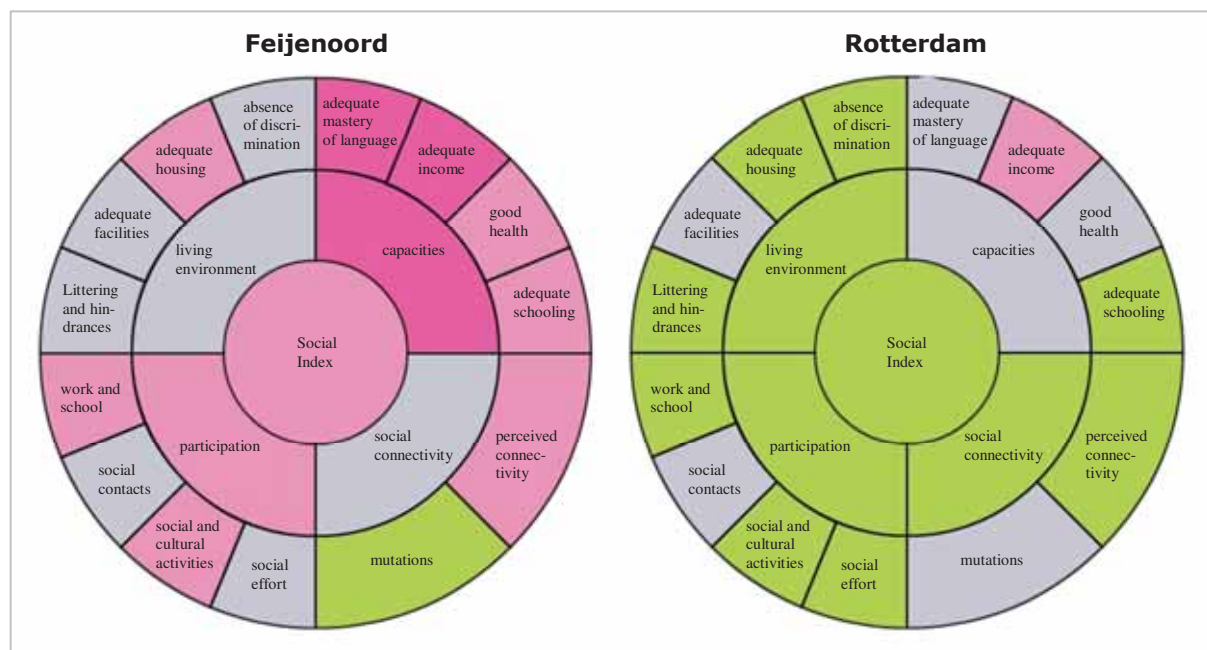 Feijenoord
absence
of discri-
mination
adequate
mastery
of language
adequate
housing
adequate
income
adequate
facilities
good
health
living
environment
capacities
Littering
and hin-
drances
adequate
schooling
Social
Index
work and
school
participation
social
connectivity
perceived
connec-
tivity
social
contacts
social and
cultural
activities
social
effort
mutations
Rotterdam
absence
of discri-
mination
adequate
mastery
of language
adequate
housing
adequate
income
adequate
facilities
good
health
living
environment
capacities
Littering
and hin-
drances
adequate
schooling
Social
Index
work and
school
participation
social
connectivity
perceived
connec-
tivity
social
contacts
social and
cultural
activities
social
effort
mutations